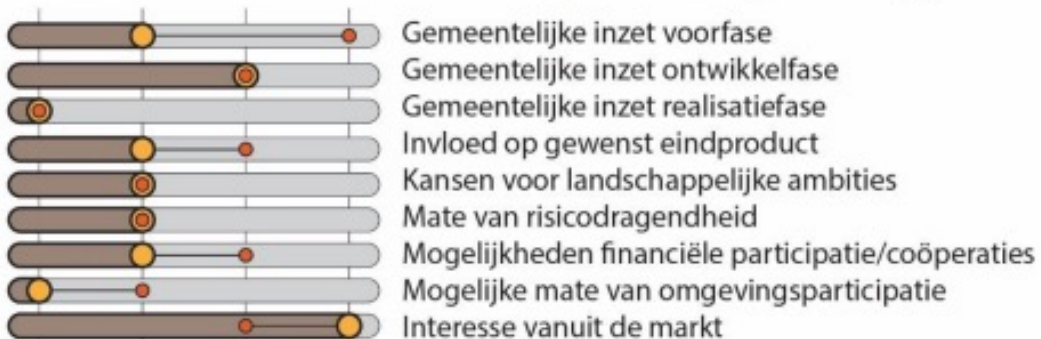 Gemeentelijke inzet voorfase
Gemeentelijke inzet ontwikkelfase
Gemeentelijke inzet realisatiefase
Invloed op gewenst eindproduct
Kansen voor landschappelijke ambities
Mate van risicodragendheid
Mogelijkheden financiële participatie/coöperaties
Mogelijke mate van omgevingsparticipatie
Interesse vanuit de markt